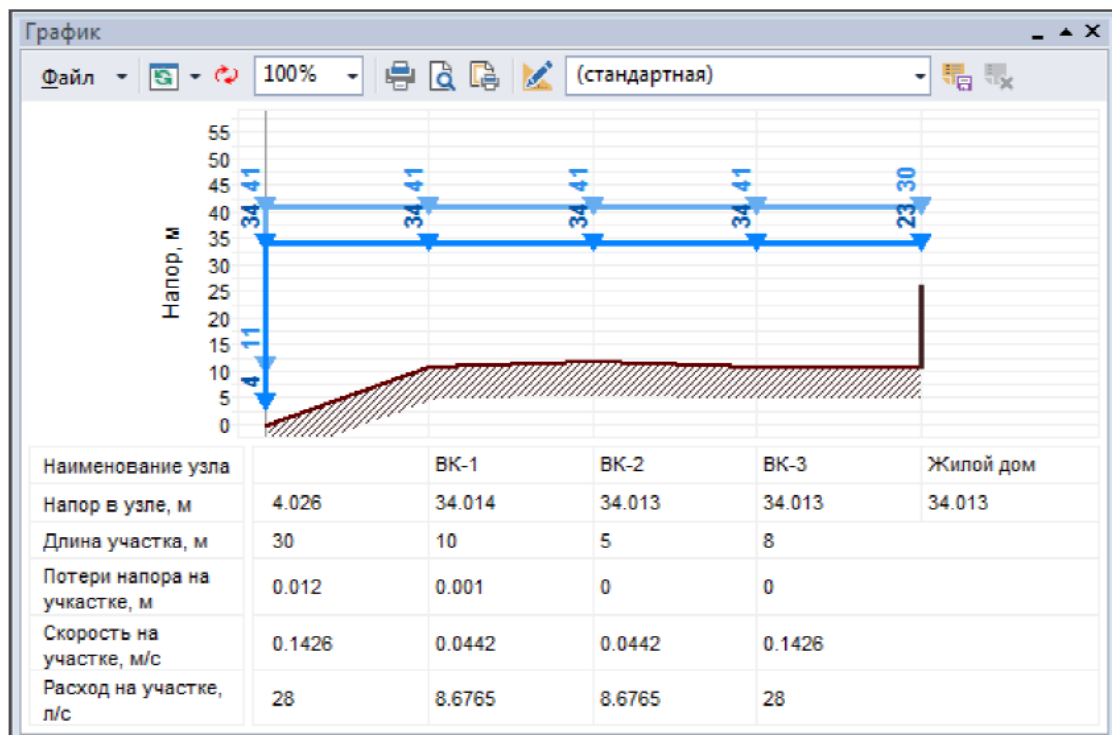 График
Файл 100% (стандартная)
Напор, м
55
50
45
40
35
30
25
20
15
10
5
0
41 41 41 41 30
34 34 34 34 23
11
4
Наименование узла ВК-1 ВК-2 ВК-3 Жилой дом
Напор в узле, м 4.026 34.014 34.013 34.013 34.013
Длина участка, м 30 10 5 8
Потери напора на
учкастке, м 0.012 0.001 0 0
Скорость на
участке, м/с 0.1426 0.0442 0.0442 0.1426
Расход на участке,
л/с 28 8.6765 8.6765 28